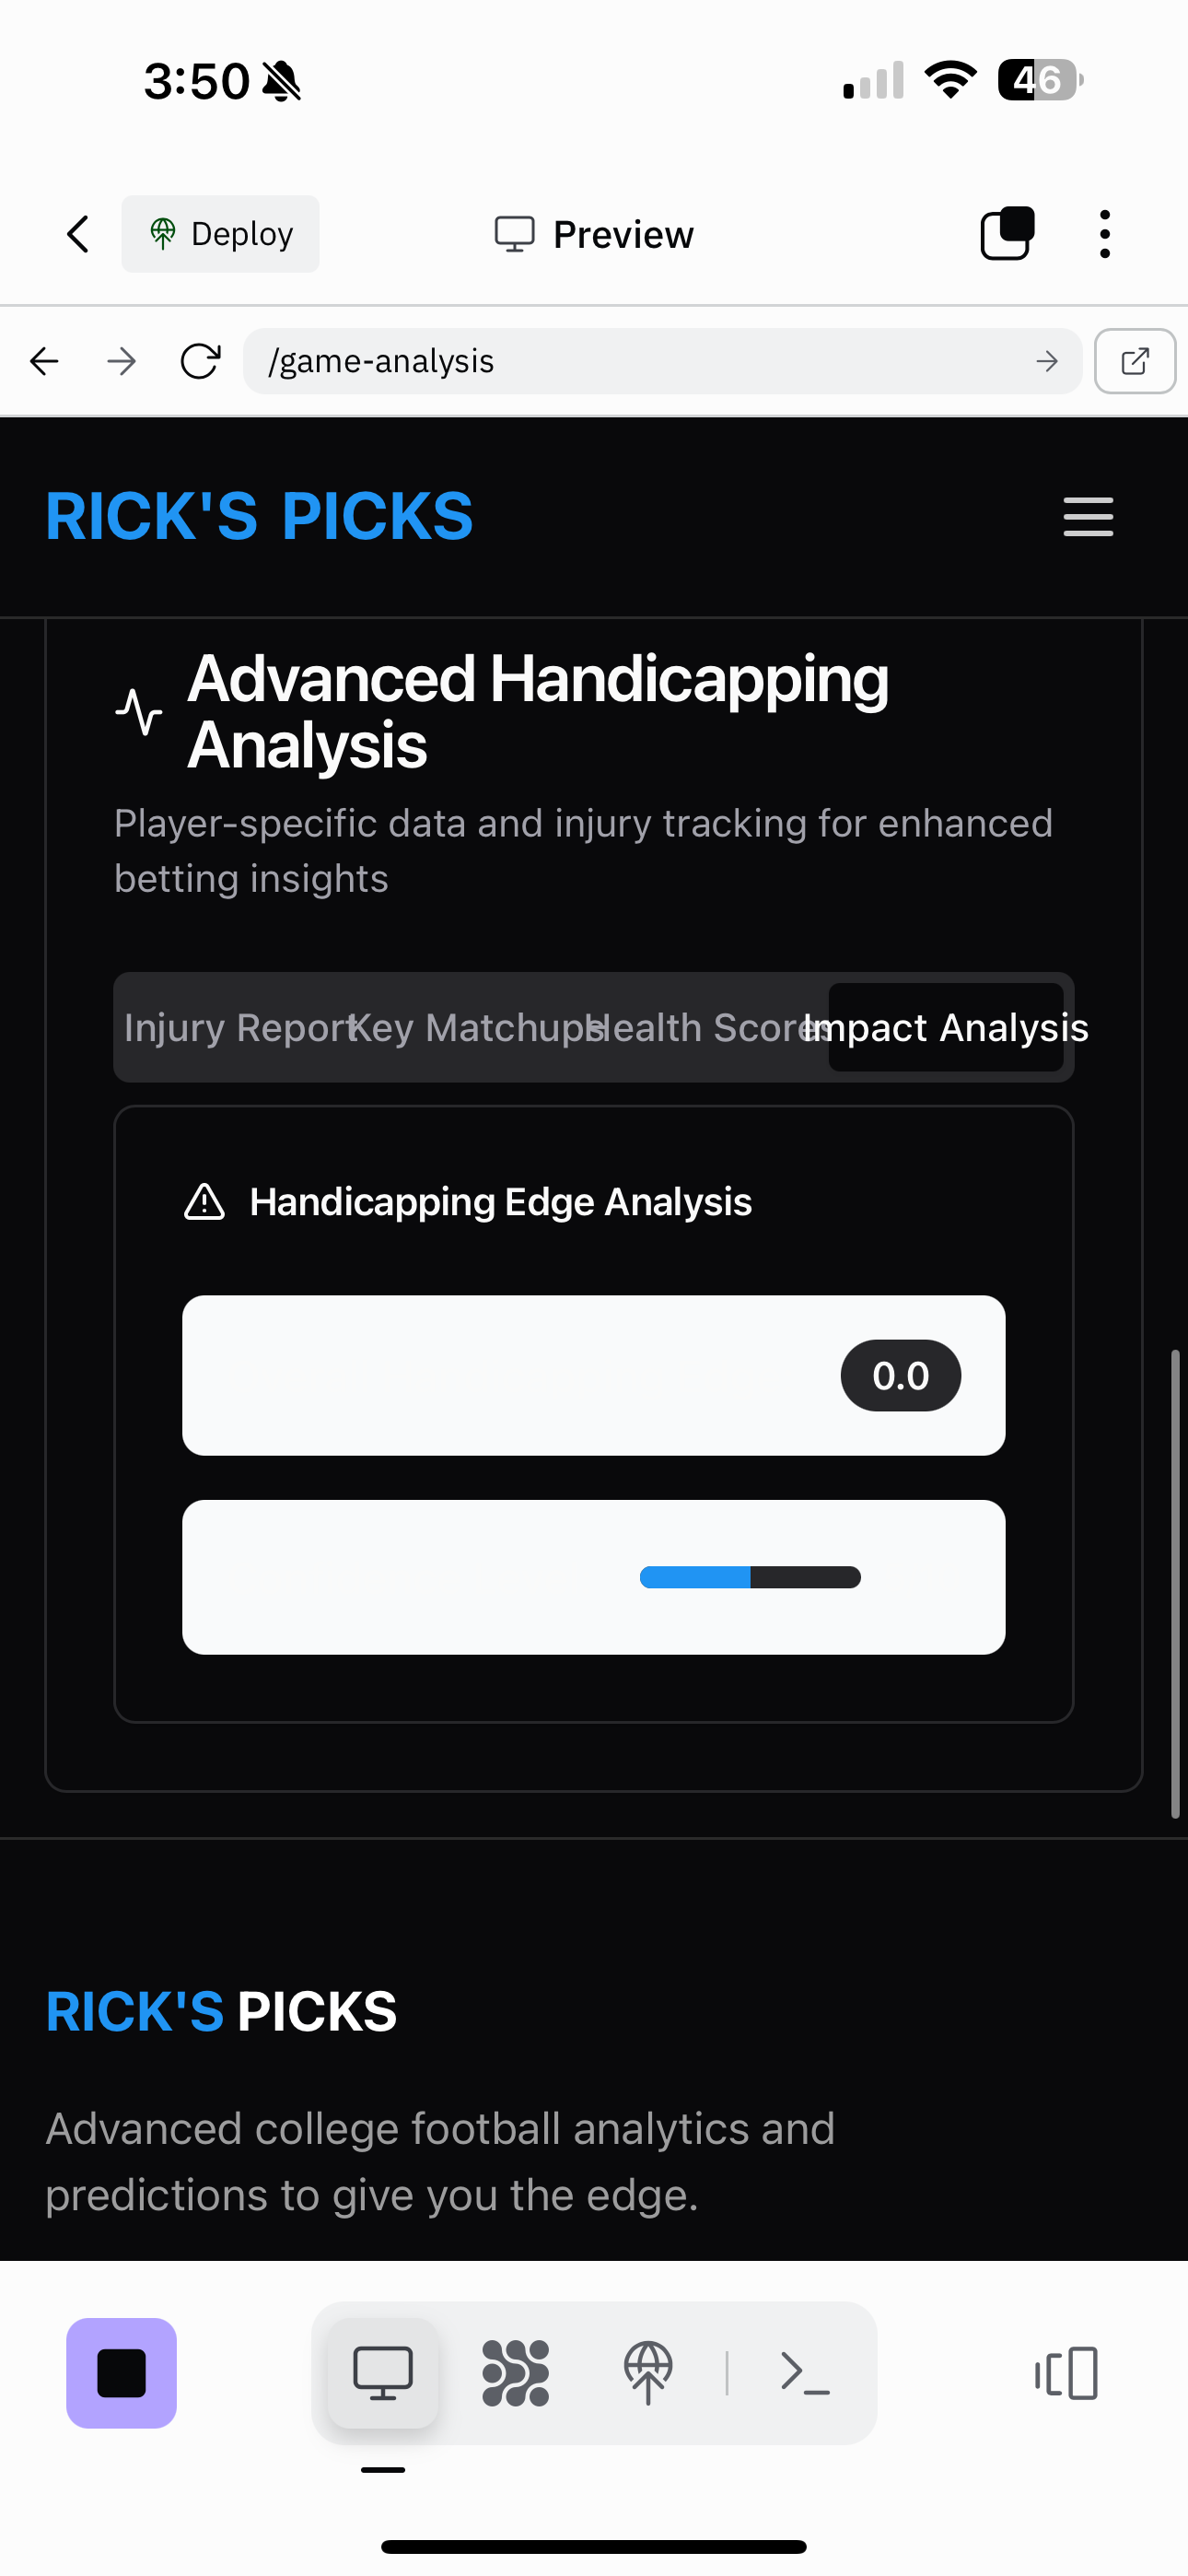 3:50
46
Deploy
Preview
/game-analysis
RICK'S PICKS
Advanced Handicapping
Analysis
Player-specific data and injury tracking for enhanced
betting insights
Injury Report Key Matchups Health Scores Impact Analysis
Handicapping Edge Analysis
0.0
RICK'S PICKS
Advanced college football analytics and
predictions to give you the edge.